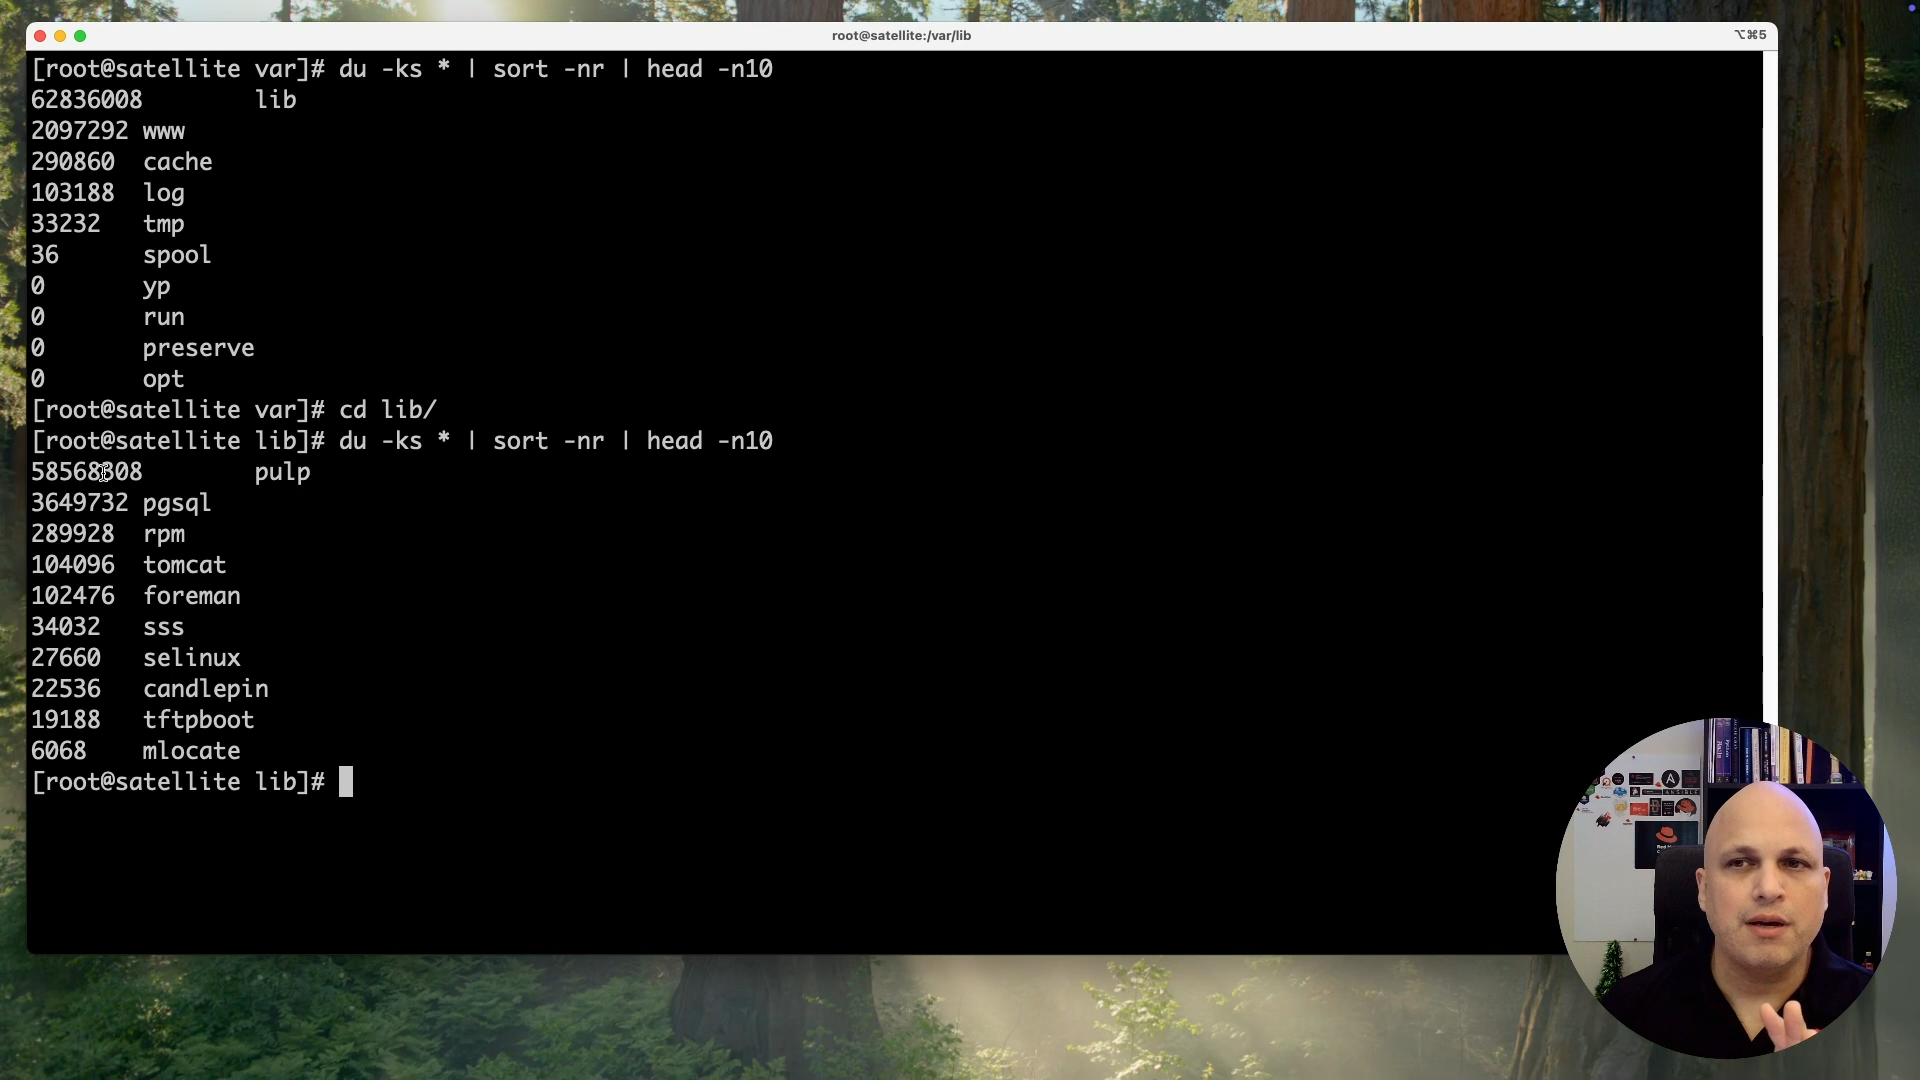 root@satellite:/var/lib
⌥⌘5
[root@satellite var]# du -ks * | sort -nr | head -n10
62836008        lib
2097292 www
290860  cache
103188  log
33232   tmp
36      spool
0       yp
0       run
0       preserve
0       opt
[root@satellite var]# cd lib/
[root@satellite lib]# du -ks * | sort -nr | head -n10
58568308        pulp
3649732 pgsql
289928  rpm
104096  tomcat
102476  foreman
34032   sss
27660   selinux
22536   candlepin
19188   tftpboot
6068    mlocate
[root@satellite lib]#
ANSIBLE